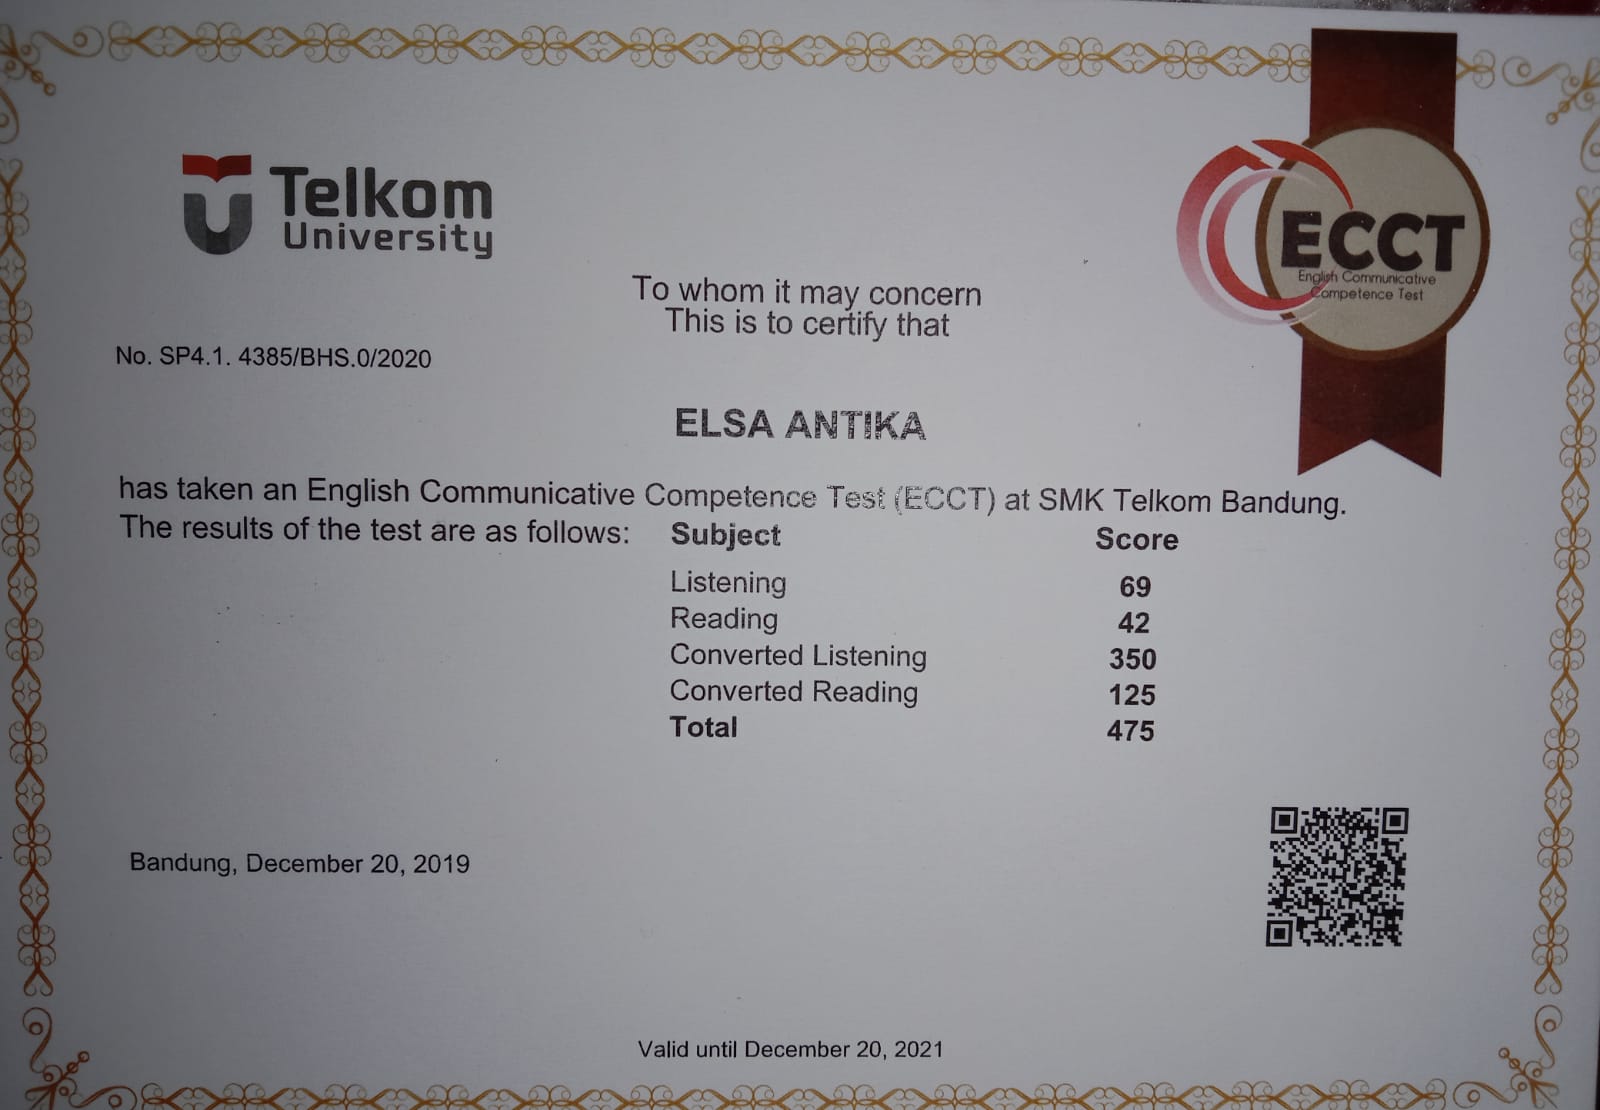 Telkom
University
ECCT
English Communicative
Competence Test
To whom it may concern
This is to certify that
No. SP4.1. 4385/BHS.0/2020
ELSA ANTIKA
has taken an English Communicative Competence Test (ECCT) at SMK Telkom Bandung.
The results of the test are as follows: Subject Score
Listening 69
Reading 42
Converted Listening 350
Converted Reading 125
Total 475
Bandung, December 20, 2019
Valid until December 20, 2021